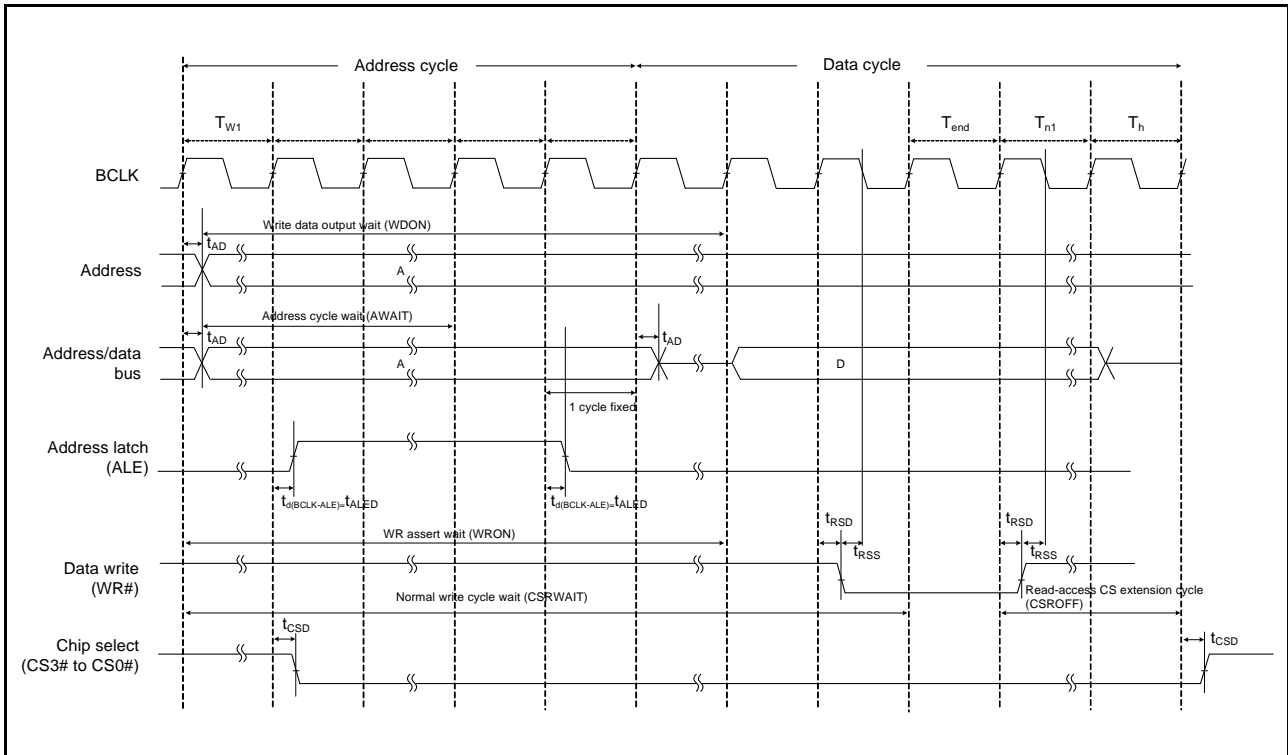 Address cycle
Data cycle
TW1
Tend
Tn1
Th
BCLK
Write data output wait (WDON)
tAD
Address
A
Address cycle wait (AWAIT)
tAD
tAD
Address/data
bus
A
D
1 cycle fixed
Address latch
(ALE)
td(BCLK-ALE)=tALED
td(BCLK-ALE)=tALED
WR assert wait (WRON)
tRSD
tRSS
tRSD
tRSS
Data write
(WR#)
Normal write cycle wait (CSRWAIT)
Read-access CS extension cycle
(CSROFF)
tCSD
tCSD
Chip select
(CS3# to CS0#)